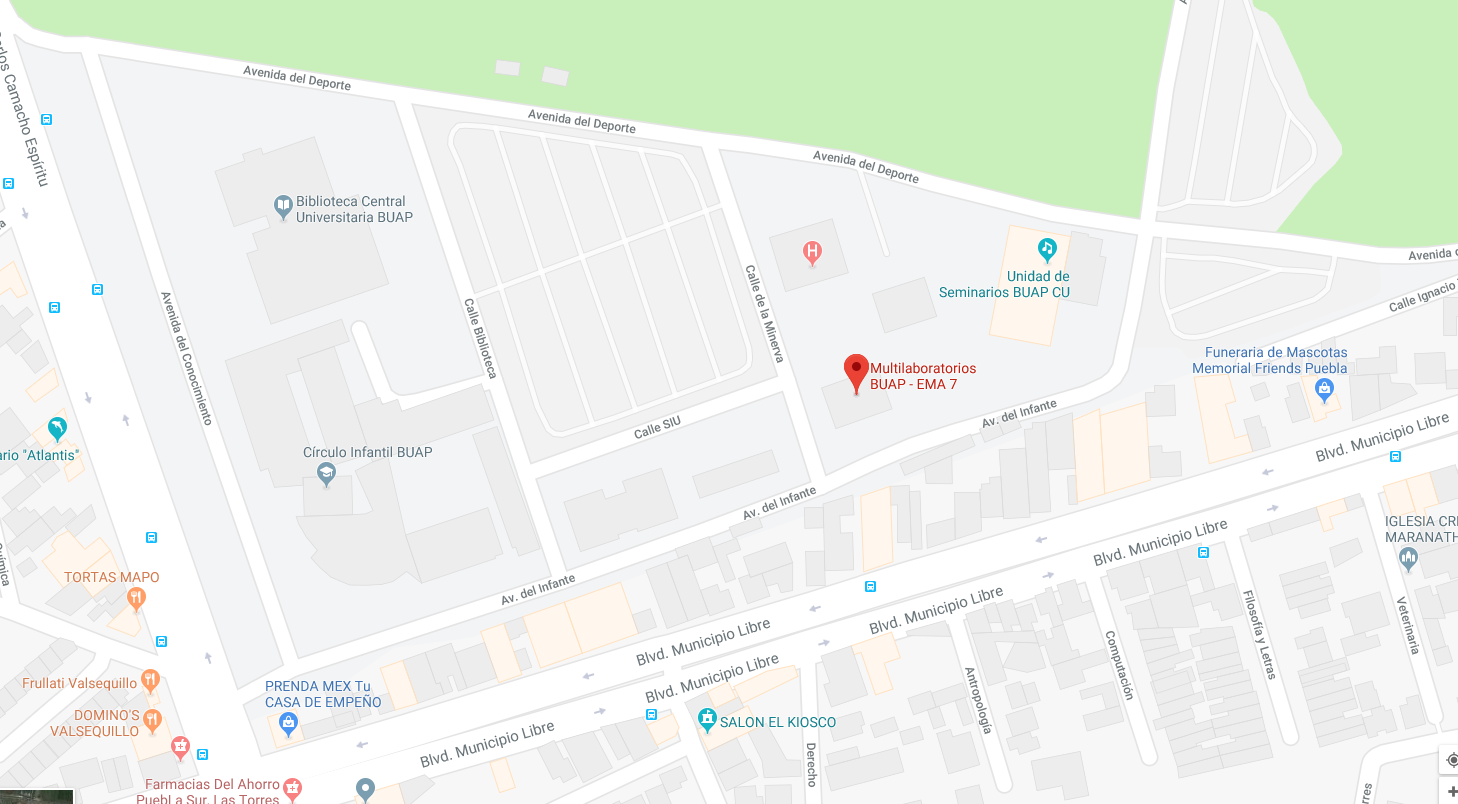 Carlos Camacho Espíritu
Avenida del Deporte
Avenida del Deporte
Avenida del Deporte
Biblioteca Central
Universitaria BUAP
H
Unidad de
Seminarios BUAP CU
Avenida d
Calle Ignacio
Avenida del Conocimiento
Calle Biblioteca
Calle de la Minerva
Multilaboratorios
BUAP - EMA 7
Funeraria de Mascotas
Memorial Friends Puebla
Calle SIU
Av. del Infante
Blvd. Municipio Libre
Círculo Infantil BUAP
ario "Atlantis"
Av. del Infante
Blvd. Municipio Libre
IGLESIA CRI
MARANATH
Química
TORTAS MAPO
Av. del Infante
Blvd. Municipio Libre
Blvd. Municipio Libre
Blvd. Municipio Libre
Filosofía y Letras
Veterinaria
Computación
Antropología
Derecho
Frullati Valsequillo
PRENDA MEX Tu
CASA DE EMPEÑO
DOMINO'S
VALSEQUILLO
SALON EL KIOSCO
Blvd. Municipio Libre
Farmacias Del Ahorro
Puebl a Sur, Las Torres
rres